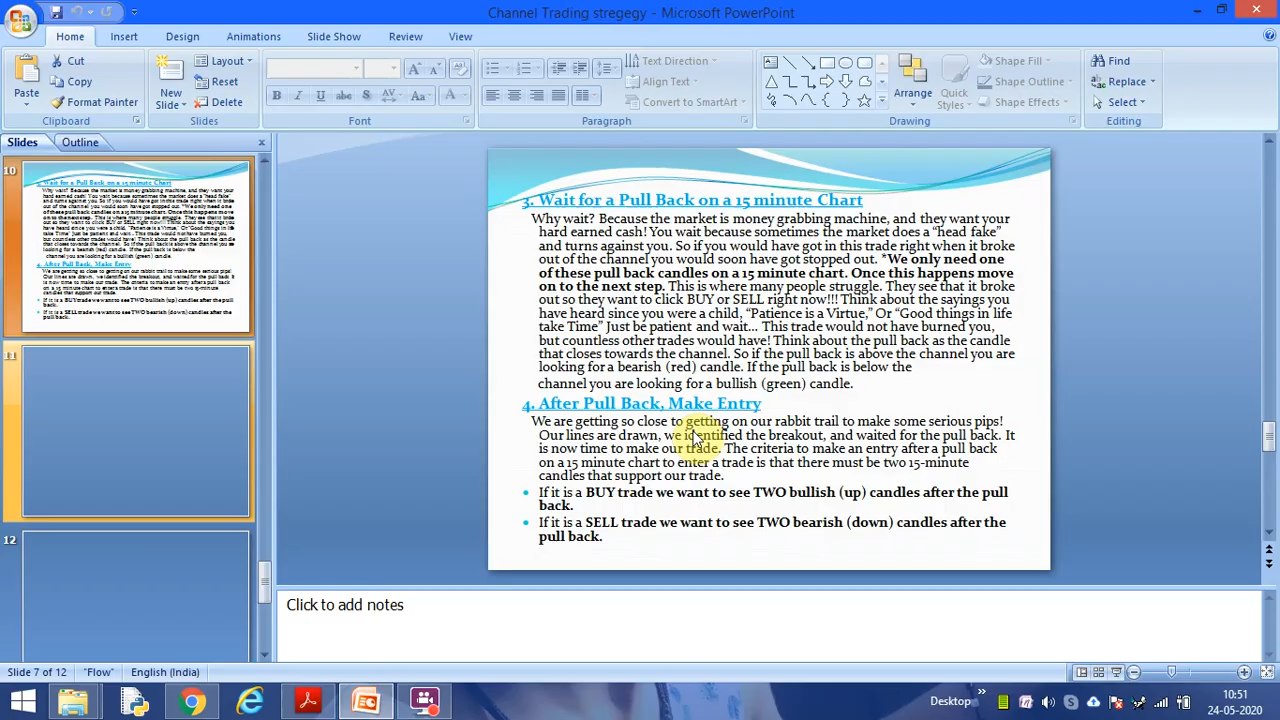 Channel Trading stregegy - Microsoft PowerPoint
Home Insert Design Animations Slide Show Review View
Cut
Copy
Format Painter
Paste
Clipboard
New
Slide
Layout
Reset
Delete
Slides
B I U abc S AV Aa A
Font
Text Direction
Align Text
Convert to SmartArt
Paragraph
Arrange
Quick
Styles
Shape Fill
Shape Outline
Shape Effects
Drawing
Find
Replace
Select
Editing
Slides Outline
10
3. Wait for a Pull Back on a 15 minute Chart
Why wait? Because the market is money grabbing machine, and they want your
hard earned cash! You wait because sometimes the market does a "head fake"
and turns against you. So if you would have got in this trade right when it broke
out of the channel you would soon have got stopped out. *We only need one
of these pull back candles on a 15 minute chart. Once this happens move
on to the next step. This is where many people struggle. They see that it broke
out so they want to click BUY or SELL right now!!! Think about the sayings you
have heard since you were a child, "Patience is a Virtue," Or "Good things in life
take Time" Just be patient and wait... This trade would not have burned you,
but countless other trades would have! Think about the pull back as the candle
that closes towards the channel. So if the pull back is above the channel you are
looking for a bearish (red) candle. If the pull back is below the
channel you are looking for a bullish (green) candle.
4. After Pull Back, Make Entry
We are getting so close to getting on our rabbit trail to make some serious pips!
Our lines are drawn, we identified the breakout, and waited for the pull back. It
is now time to make our trade. The criteria to make an entry after a pull back
on a 15 minute chart to enter a trade is that there must be two 15-minute
candles that support our trade.
• If it is a BUY trade we want to see TWO bullish (up) candles after the pull
back.
• If it is a SELL trade we want to see TWO bearish (down) candles after the
pull back.
11
12
Click to add notes
Slide 7 of 12 "Flow" English (India)
Desktop
10:51
24-05-2020